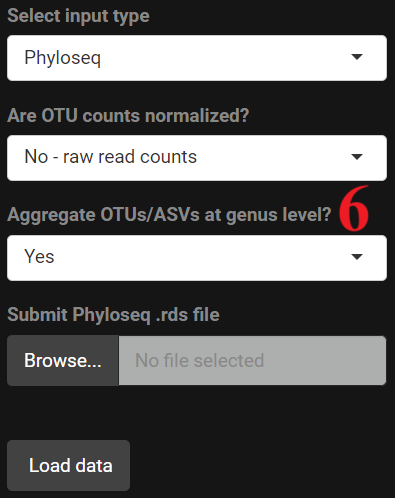 Select input type
Phyloseq
Are OTU counts normalized?
No - raw read counts
Aggregate OTUs/ASVs at genus level? 6
Yes
Submit Phyloseq .rds file
Browse... No file selected
Load data